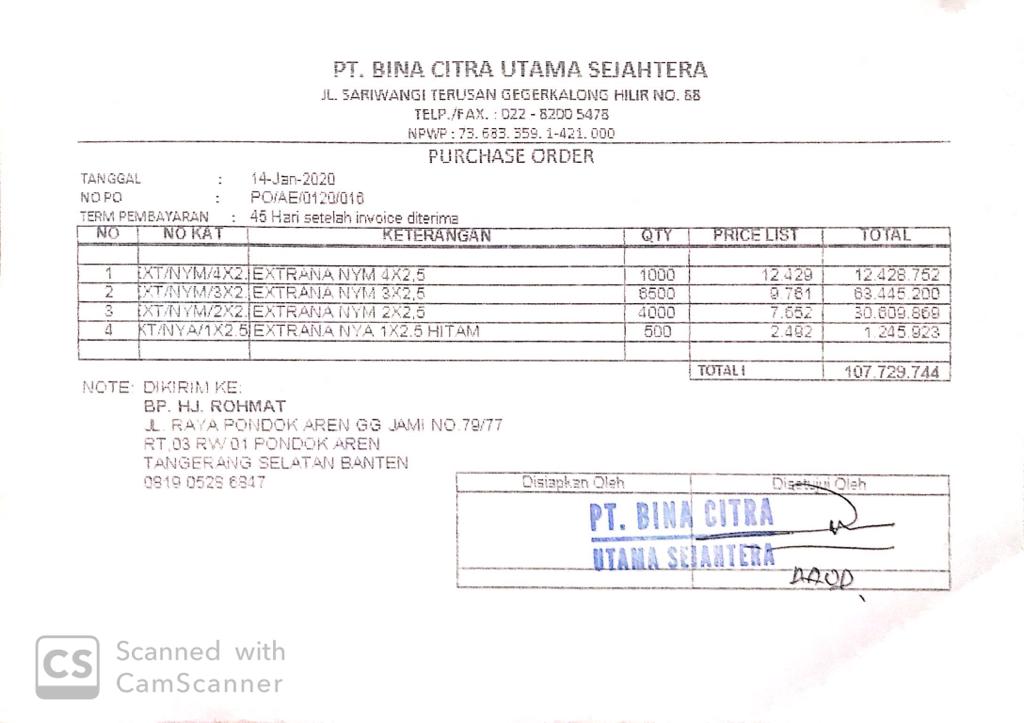 PT. BINA CITRA UTAMA SEJAHTERA
JL. SARIWANGI TERUSAN GEGERKALONG HILIR NO. 88
TELP./FAX. : 022 - 8200 5478
NPWP : 73. 683. 359. 1-421. 000
PURCHASE ORDER
TANGGAL : 14-Jan-2020
NO PO : PO/AE/0120/016
TERM PEMBAYARAN : 45 Hari setelah invoice diterima
NO NO KAT KETERANGAN QTY PRICE LIST TOTAL
1 EXT/NYM/4X2. EXTRANA NYM 4X2,5 1000 12.429 12.428.752
2 EXT/NYM/3X2. EXTRANA NYM 3X2,5 6500 9.761 63.445.200
3 EXT/NYM/2X2. EXTRANA NYM 2X2,5 4000 7.652 30.609.869
4 XT/NYA/1X2.5 EXTRANA NYA 1X2.5 HITAM 500 2.492 1.245.923
TOTAL I 107.729.744
NOTE: DIKIRIM KE:
BP. HJ. ROHMAT
JL. RAYA PONDOK AREN GG JAMI NO.79/77
RT,03 RW 01 PONDOK AREN
TANGERANG SELATAN BANTEN
0819 0528 6847
Disiapkan Oleh Disetujui Oleh
PT. BINA CITRA
UTAMA SEJAHTERA
DAUD
CS Scanned with
CamScanner